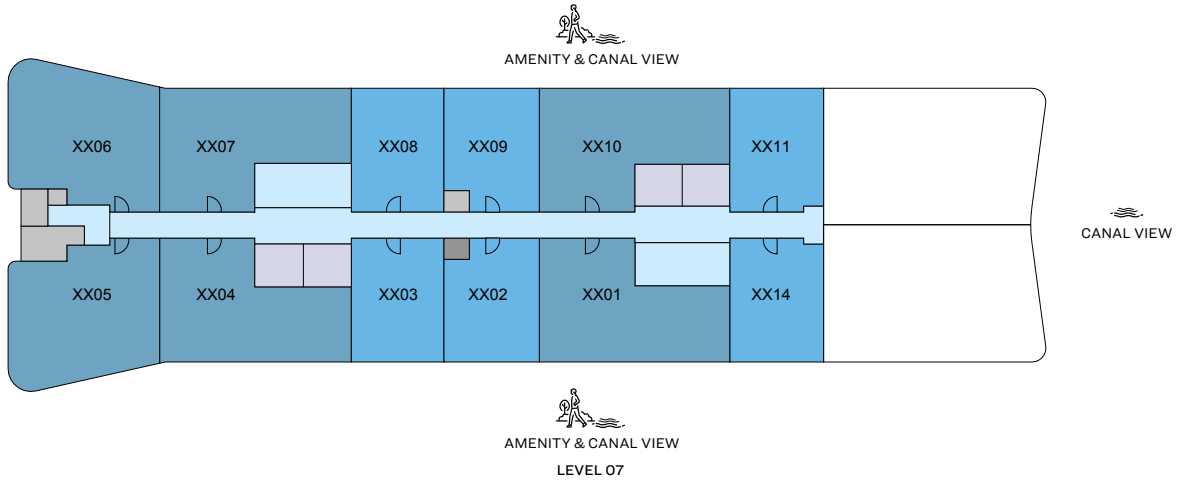 AMENITY & CANAL VIEW
XX06
XX07
XX08
XX09
XX10
XX11
CANAL VIEW
XX05
XX04
XX03
XX02
XX01
XX14
AMENITY & CANAL VIEW
LEVEL 07